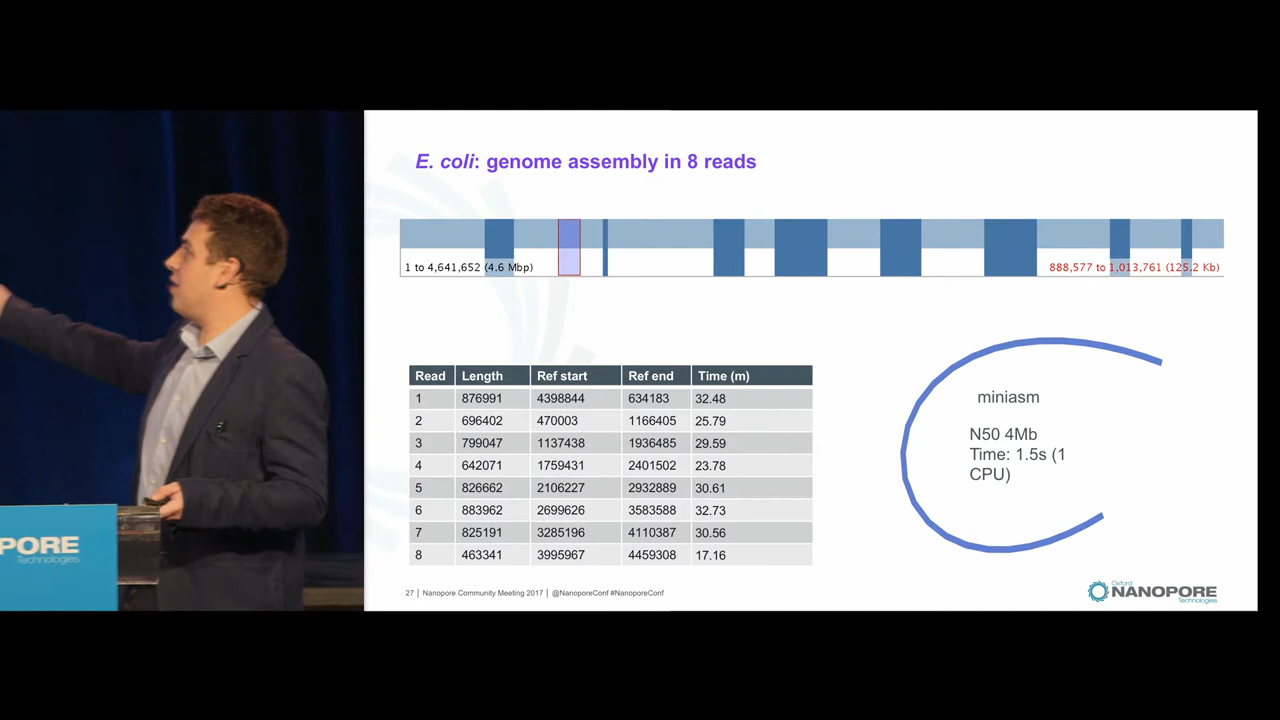 E. coli: genome assembly in 8 reads
1 to 4,641,652 (4.6 Mbp)
888,577 to 1,013,761 (125.2 Kb)
Read Length Ref start Ref end Time (m)
1 876991 4398844 634183 32.48
2 696402 470003 1166405 25.79
3 799047 1137438 1936485 29.59
4 642071 1759431 2401502 23.78
5 826662 2106227 2932889 30.61
6 883962 2699626 3583588 32.73
7 825191 3285196 4110387 30.56
8 463341 3995967 4459308 17.16
miniasm
N50 4Mb
Time: 1.5s (1
CPU)
27 | Nanopore Community Meeting 2017 | @NanoporeConf #NanoporeConf
Oxford
NANOPORE
Technologies
PORE
Technologies